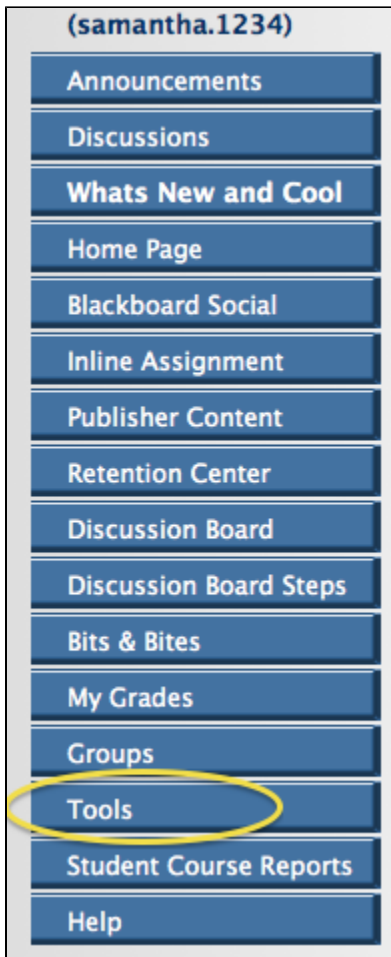 (samantha.1234)
Announcements
Discussions
Whats New and Cool
Home Page
Blackboard Social
Inline Assignment
Publisher Content
Retention Center
Discussion Board
Discussion Board Steps
Bits & Bites
My Grades
Groups
Tools
Student Course Reports
Help